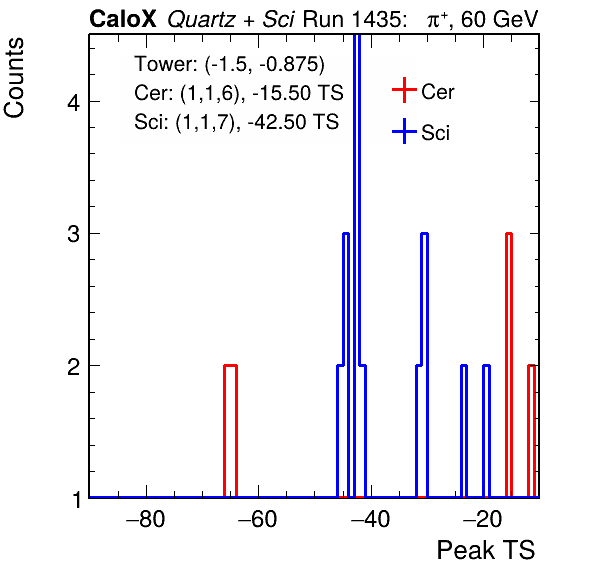 CaloX Quartz + Sci Run 1435: π⁺, 60 GeV
Counts
Tower: (-1.5, -0.875)
Cer: (1,1,6), -15.50 TS
Sci: (1,1,7), -42.50 TS
Cer
Sci
4
3
2
1
−80 −60 −40 −20
Peak TS